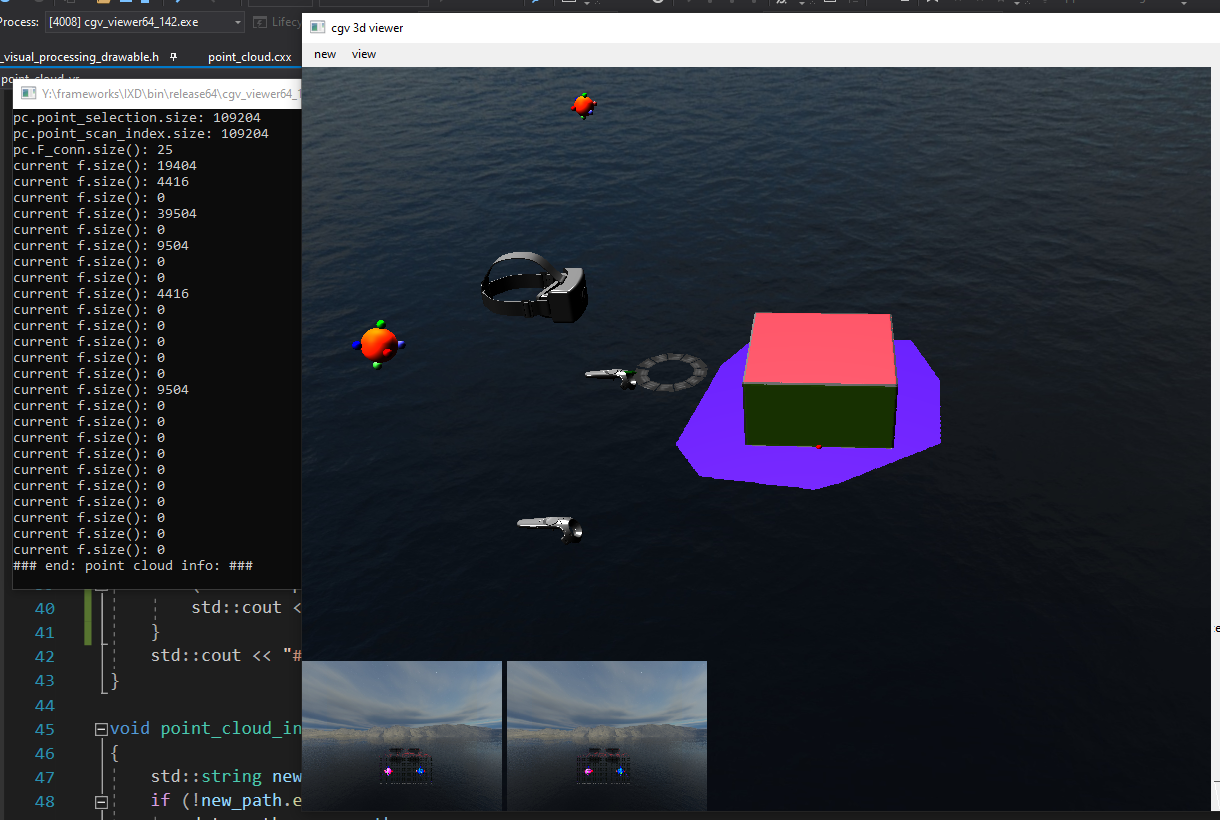 Process:
[4008] cgv_viewer64_142.exe
Lifecy
_visual_processing_drawable.h
point_cloud.cxx
cgv 3d viewer
new view
Y:\frameworks\IXD\bin\release64\cgv_viewer64_1
pc.point_selection.size: 109204
pc.point_scan_index.size: 109204
pc.F_conn.size(): 25
current f.size(): 19404
current f.size(): 4416
current f.size(): 0
current f.size(): 39504
current f.size(): 0
current f.size(): 9504
current f.size(): 0
current f.size(): 0
current f.size(): 4416
current f.size(): 0
current f.size(): 0
current f.size(): 0
current f.size(): 0
current f.size(): 0
current f.size(): 9504
current f.size(): 0
current f.size(): 0
current f.size(): 0
current f.size(): 0
current f.size(): 0
current f.size(): 0
current f.size(): 0
current f.size(): 0
current f.size(): 0
current f.size(): 0
### end: point cloud info: ###
40 std::cout <
41 }
42 std::cout << "#
43 }
44
45 void point_cloud_in
46 {
47 std::string new
48 if (!new_path.e